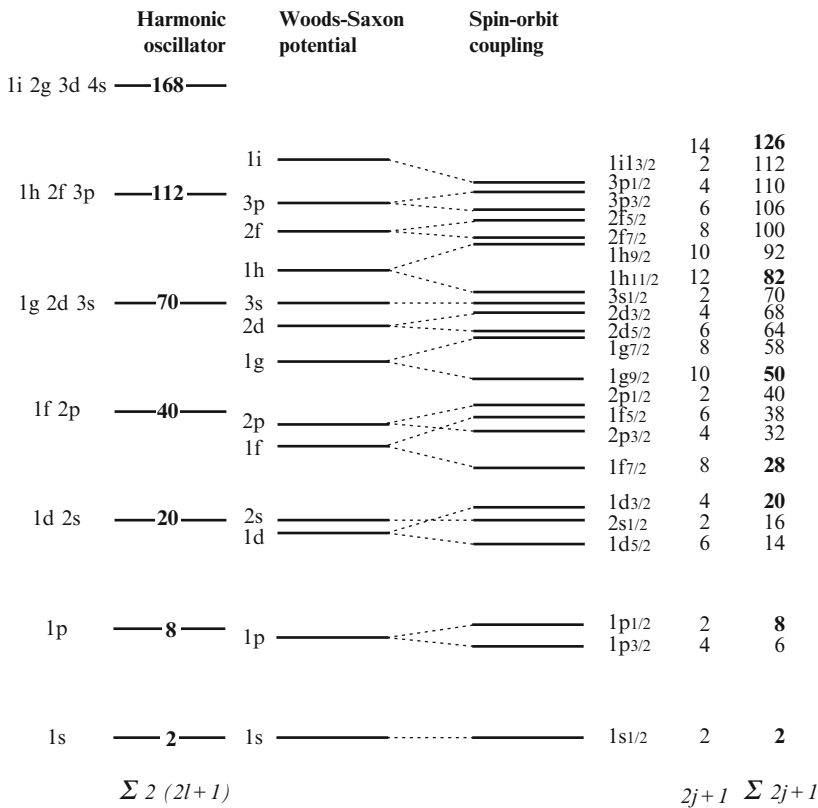 Harmonic oscillator Woods-Saxon potential Spin-orbit coupling
1i 2g 3d 4s 168
14 126
1i 1i13/2 2 112
1h 2f 3p 112 3p1/2 4 110
3p 3p3/2 6 106
2f 2f5/2 8 100
2f7/2
1h9/2 10 92
1h 1h11/2 12 82
1g 2d 3s 70 3s 3s1/2 2 70
2d 2d3/2 4 68
2d5/2 6 64
1g 1g7/2 8 58
1g9/2 10 50
1f 2p 40 2p1/2 2 40
2p 1f5/2 6 38
1f 2p3/2 4 32
1f7/2 8 28
1d3/2 4 20
1d 2s 20 2s 2s1/2 2 16
1d 1d5/2 6 14
1p 8 1p 1p1/2 2 8
1p3/2 4 6
1s 2 1s 1s1/2 2 2
Σ 2 (2l+1) 2j+1 Σ 2j+1